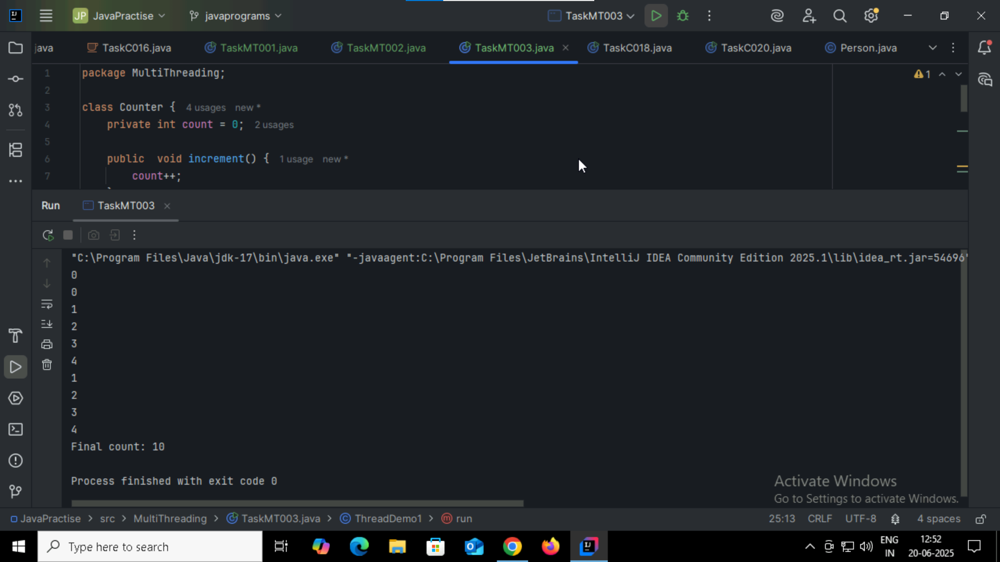 JP JavaPractise javaprograms TaskMT003
java TaskC016.java TaskMT001.java TaskMT002.java TaskMT003.java TaskC018.java TaskC020.java Person.java
1 package MultiThreading; 1
2
3 class Counter { 4 usages new *
4 private int count = 0; 2 usages
5
6 public void increment() { 1 usage new *
7 count++;
Run TaskMT003
"C:\Program Files\Java\jdk-17\bin\java.exe" "-javaagent:C:\Program Files\JetBrains\IntelliJ IDEA Community Edition 2025.1\lib\idea_rt.jar=54696
0
0
1
2
3
4
1
2
3
4
Final count: 10
Process finished with exit code 0
Activate Windows
Go to Settings to activate Windows.
JavaPractise > src > MultiThreading > TaskMT003.java > ThreadDemo1 > run 25:13 CRLF UTF-8 4 spaces
Type here to search
ENG
IN
12:52
20-06-2025